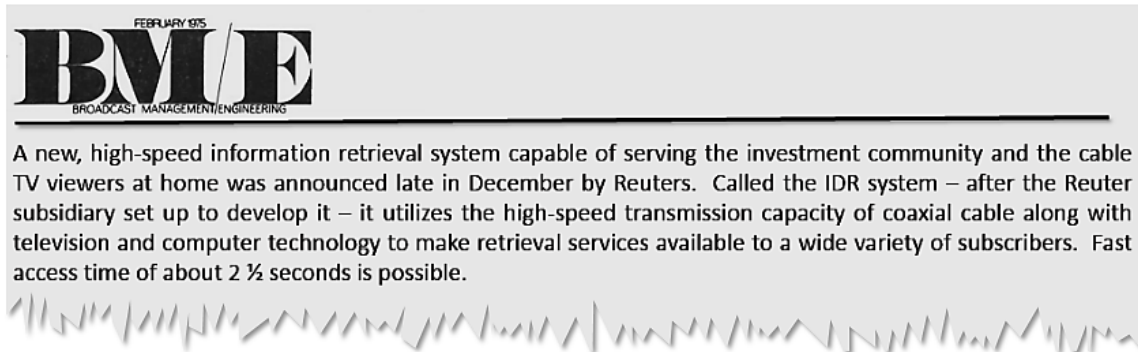 FEBRUARY 1975
BM/E
BROADCAST MANAGEMENT/ENGINEERING
A new, high-speed information retrieval system capable of serving the investment community and the cable
TV viewers at home was announced late in December by Reuters.  Called the IDR system – after the Reuter
subsidiary set up to develop it – it utilizes the high-speed transmission capacity of coaxial cable along with
television and computer technology to make retrieval services available to a wide variety of subscribers.  Fast
access time of about 2 ½ seconds is possible.